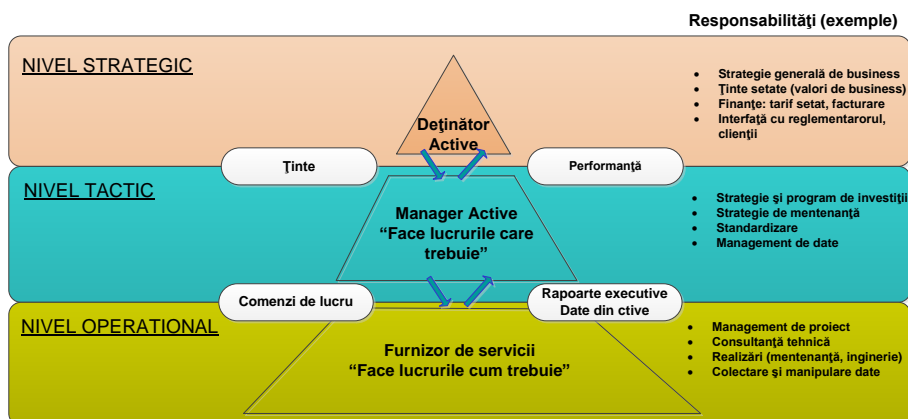 Responsabilităţi (exemple)
NIVEL STRATEGIC
Deţinător
Active
• Strategie generală de business
• Ţinte setate (valori de business)
• Finanţe: tarif setat, facturare
• Interfaţă cu reglementarorul,
clienţii
Ţinte
Performanţă
NIVEL TACTIC
Manager Active
“Face lucrurile care
trebuie”
• Strategie şi program de investiţii
• Strategie de mentenanţă
• Standardizare
• Management de date
Comenzi de lucru
Rapoarte executive
Date din ctive
NIVEL OPERATIONAL
Furnizor de servicii
“Face lucrurile cum trebuie”
• Management de proiect
• Consultanţă tehnică
• Realizări (mentenanţă, inginerie)
• Colectare şi manipulare date